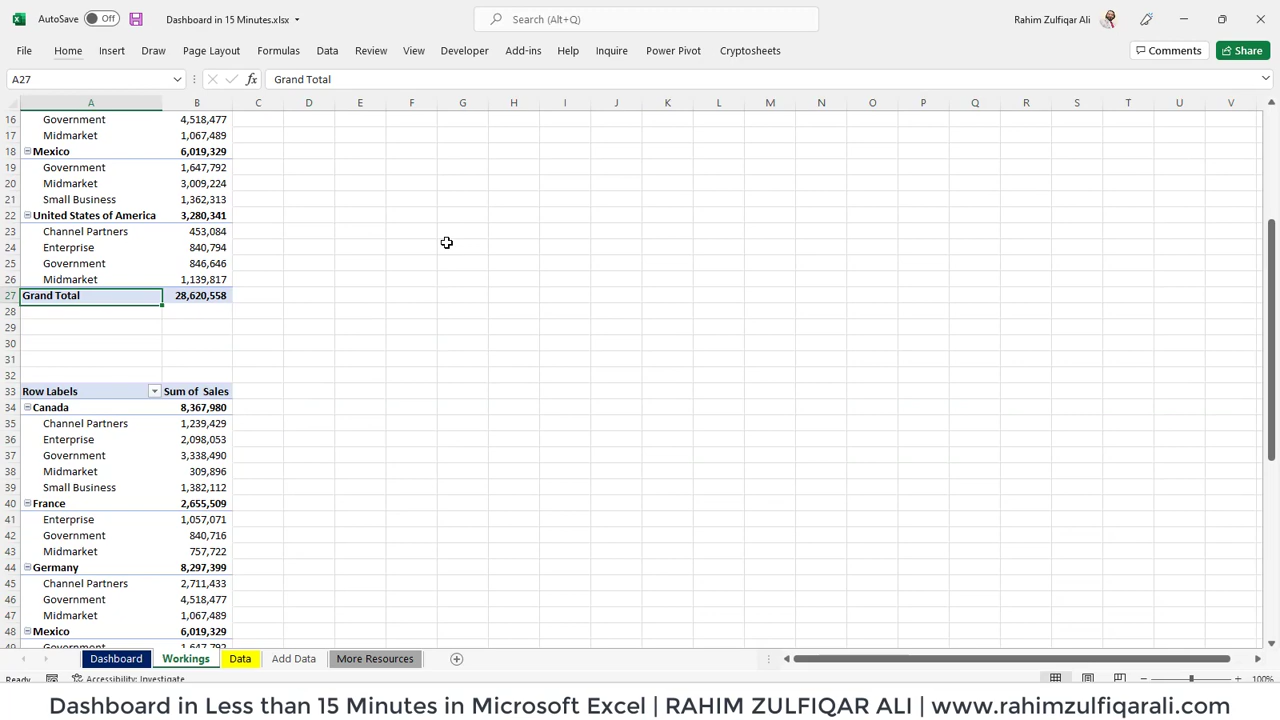 AutoSave Off Dashboard in 15 Minutes.xlsx Search (Alt+Q) Rahim Zulfiqar Ali
File Home Insert Draw Page Layout Formulas Data Review View Developer Add-ins Help Inquire Power Pivot Cryptosheets Comments Share
A27 fx Grand Total
A B C D E F G H I J K L M N O P Q R S T U V
16 Government 4,518,477
17 Midmarket 1,067,489
18 Mexico 6,019,329
19 Government 1,647,792
20 Midmarket 3,009,224
21 Small Business 1,362,313
22 United States of America 3,280,341
23 Channel Partners 453,084
24 Enterprise 840,794
25 Government 846,646
26 Midmarket 1,139,817
27 Grand Total 28,620,558
28
29
30
31
32
33 Row Labels Sum of Sales
34 Canada 8,367,980
35 Channel Partners 1,239,429
36 Enterprise 2,098,053
37 Government 3,338,490
38 Midmarket 309,896
39 Small Business 1,382,112
40 France 2,655,509
41 Enterprise 1,057,071
42 Government 840,716
43 Midmarket 757,722
44 Germany 8,297,399
45 Channel Partners 2,711,433
46 Government 4,518,477
47 Midmarket 1,067,489
48 Mexico 6,019,329
49 Government 1,647,792
Dashboard Workings Data Add Data More Resources
Ready Accessibility: Investigate 100%
Dashboard in Less than 15 Minutes in Microsoft Excel | RAHIM ZULFIQAR ALI | www.rahimzulfiqarali.com